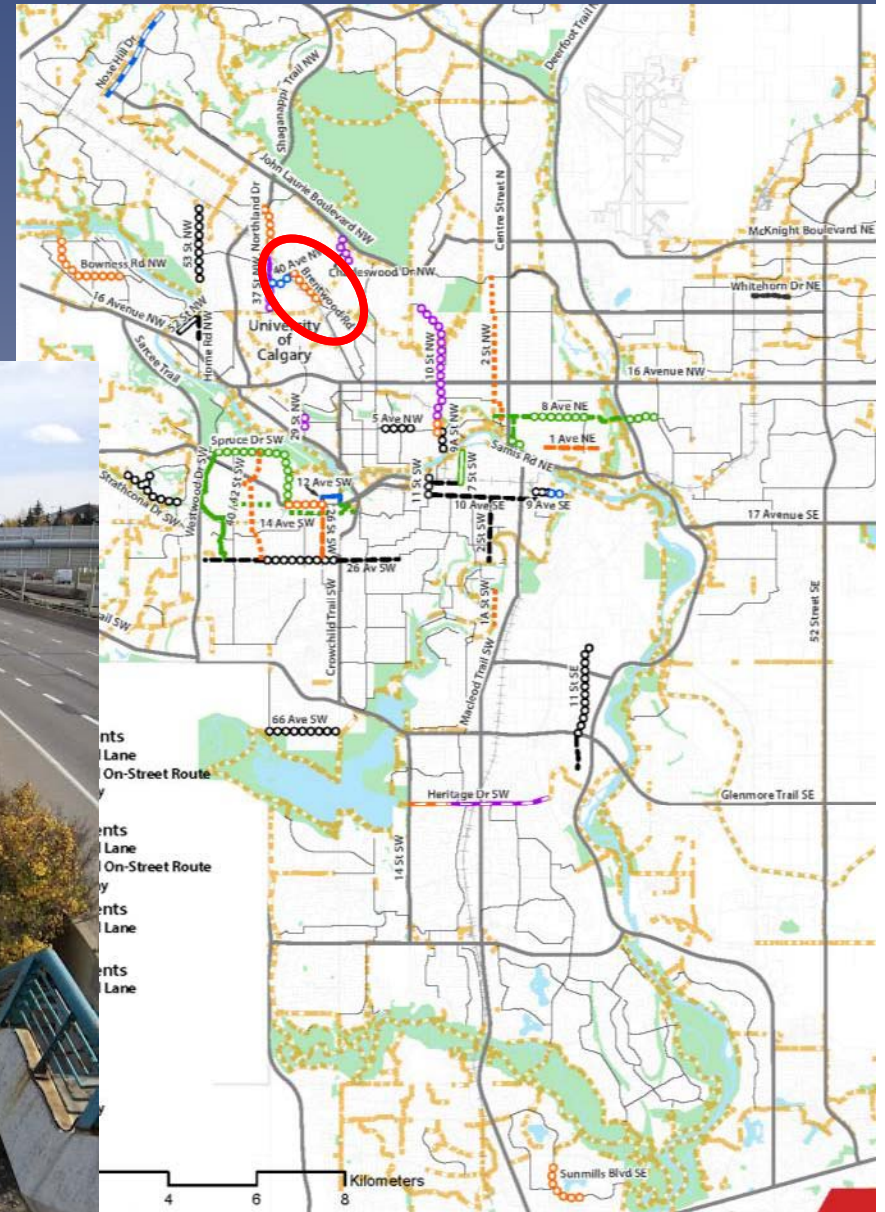 Nose Hill Dr
Shaganappi Trail NW
Deerfoot Trail
John Laurie Boulevard NW
Centre Street N
McKnight Boulevard NE
53 St NW
Northland Dr
Bowness Rd NW
40 Ave
Charleswood Dr NW
Brentwood Rd
37 St NW
Whitehorn Dr NE
16 Avenue NW
52 St NW
Home Rd NW
University
of
Calgary
10 St NW
2 St NW
16 Avenue NW
Sarcee Trail
29 St NW
5 Ave NW
9A St NW
8 Ave NE
1 Ave NE
Samis Rd NE
Spruce Dr SW
Westwood Dr SW
Strathcona Dr SW
40 /42 St SW
12 Ave SW
14 Ave SW
26 St SW
11 St SW
7 St SW
10 Ave SE
9 Ave SE
2 St SW
17 Avenue SE
26 Av SW
Crowchild Trail SW
ail SW
1A St SW
Macleod Trail SW
52 Street SE
11 St SE
66 Ave SW
Heritage Dr SW
Glenmore Trail SE
14 St SW
nts
Lane
On-Street Route
y
ents
Lane
On-Street Route
y
ents
Lane
ents
Lane
y
4 6 8 Kilometers
Sunmills Blvd SE